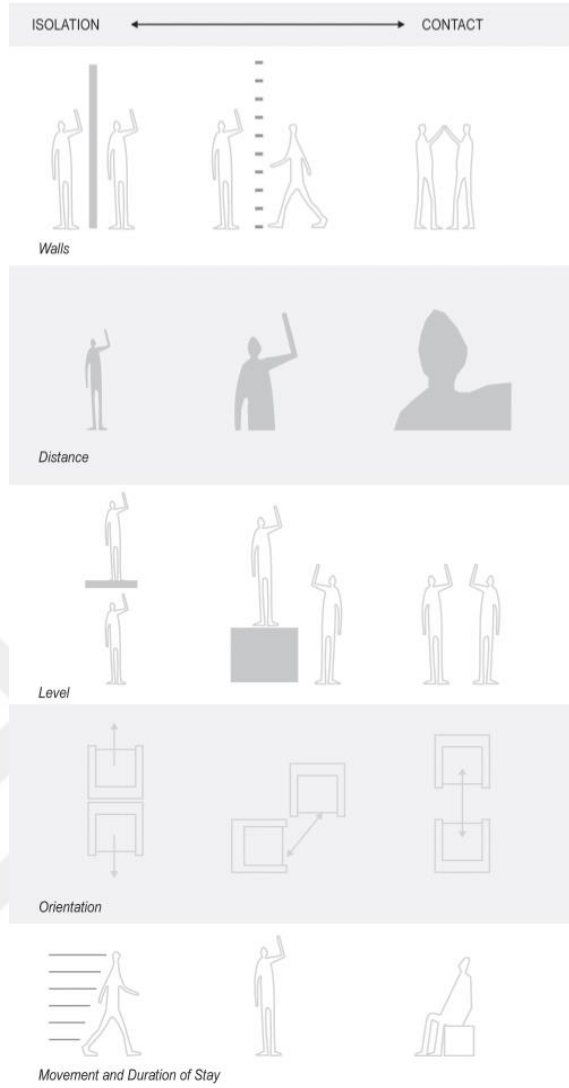 ISOLATION CONTACT
Walls
Distance
Level
Orientation
Movement and Duration of Stay